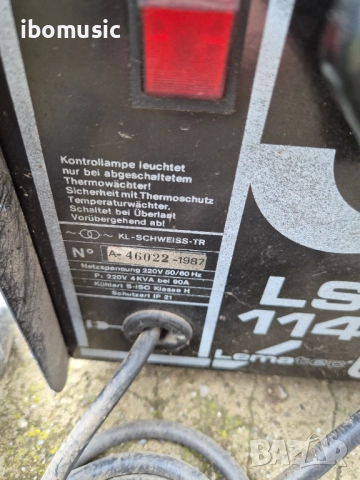 ibomusic
Kontrollampe leuchtet
nur bei abgeschaltetem
Thermowächter!
Sicherheit mit Thermoschutz
Temperaturwächter.
Schaltet bei Überlast
Vorübergehend ab!
KL-SCHWEISS-TR
N° A- 46022 -1987
Netzspannung 220V 50/60 Hz
P: 220V 4KVA bei 90A
Kühlart S-ISO Klasse H
Schutzart IP 21
LS
114
BAZAR